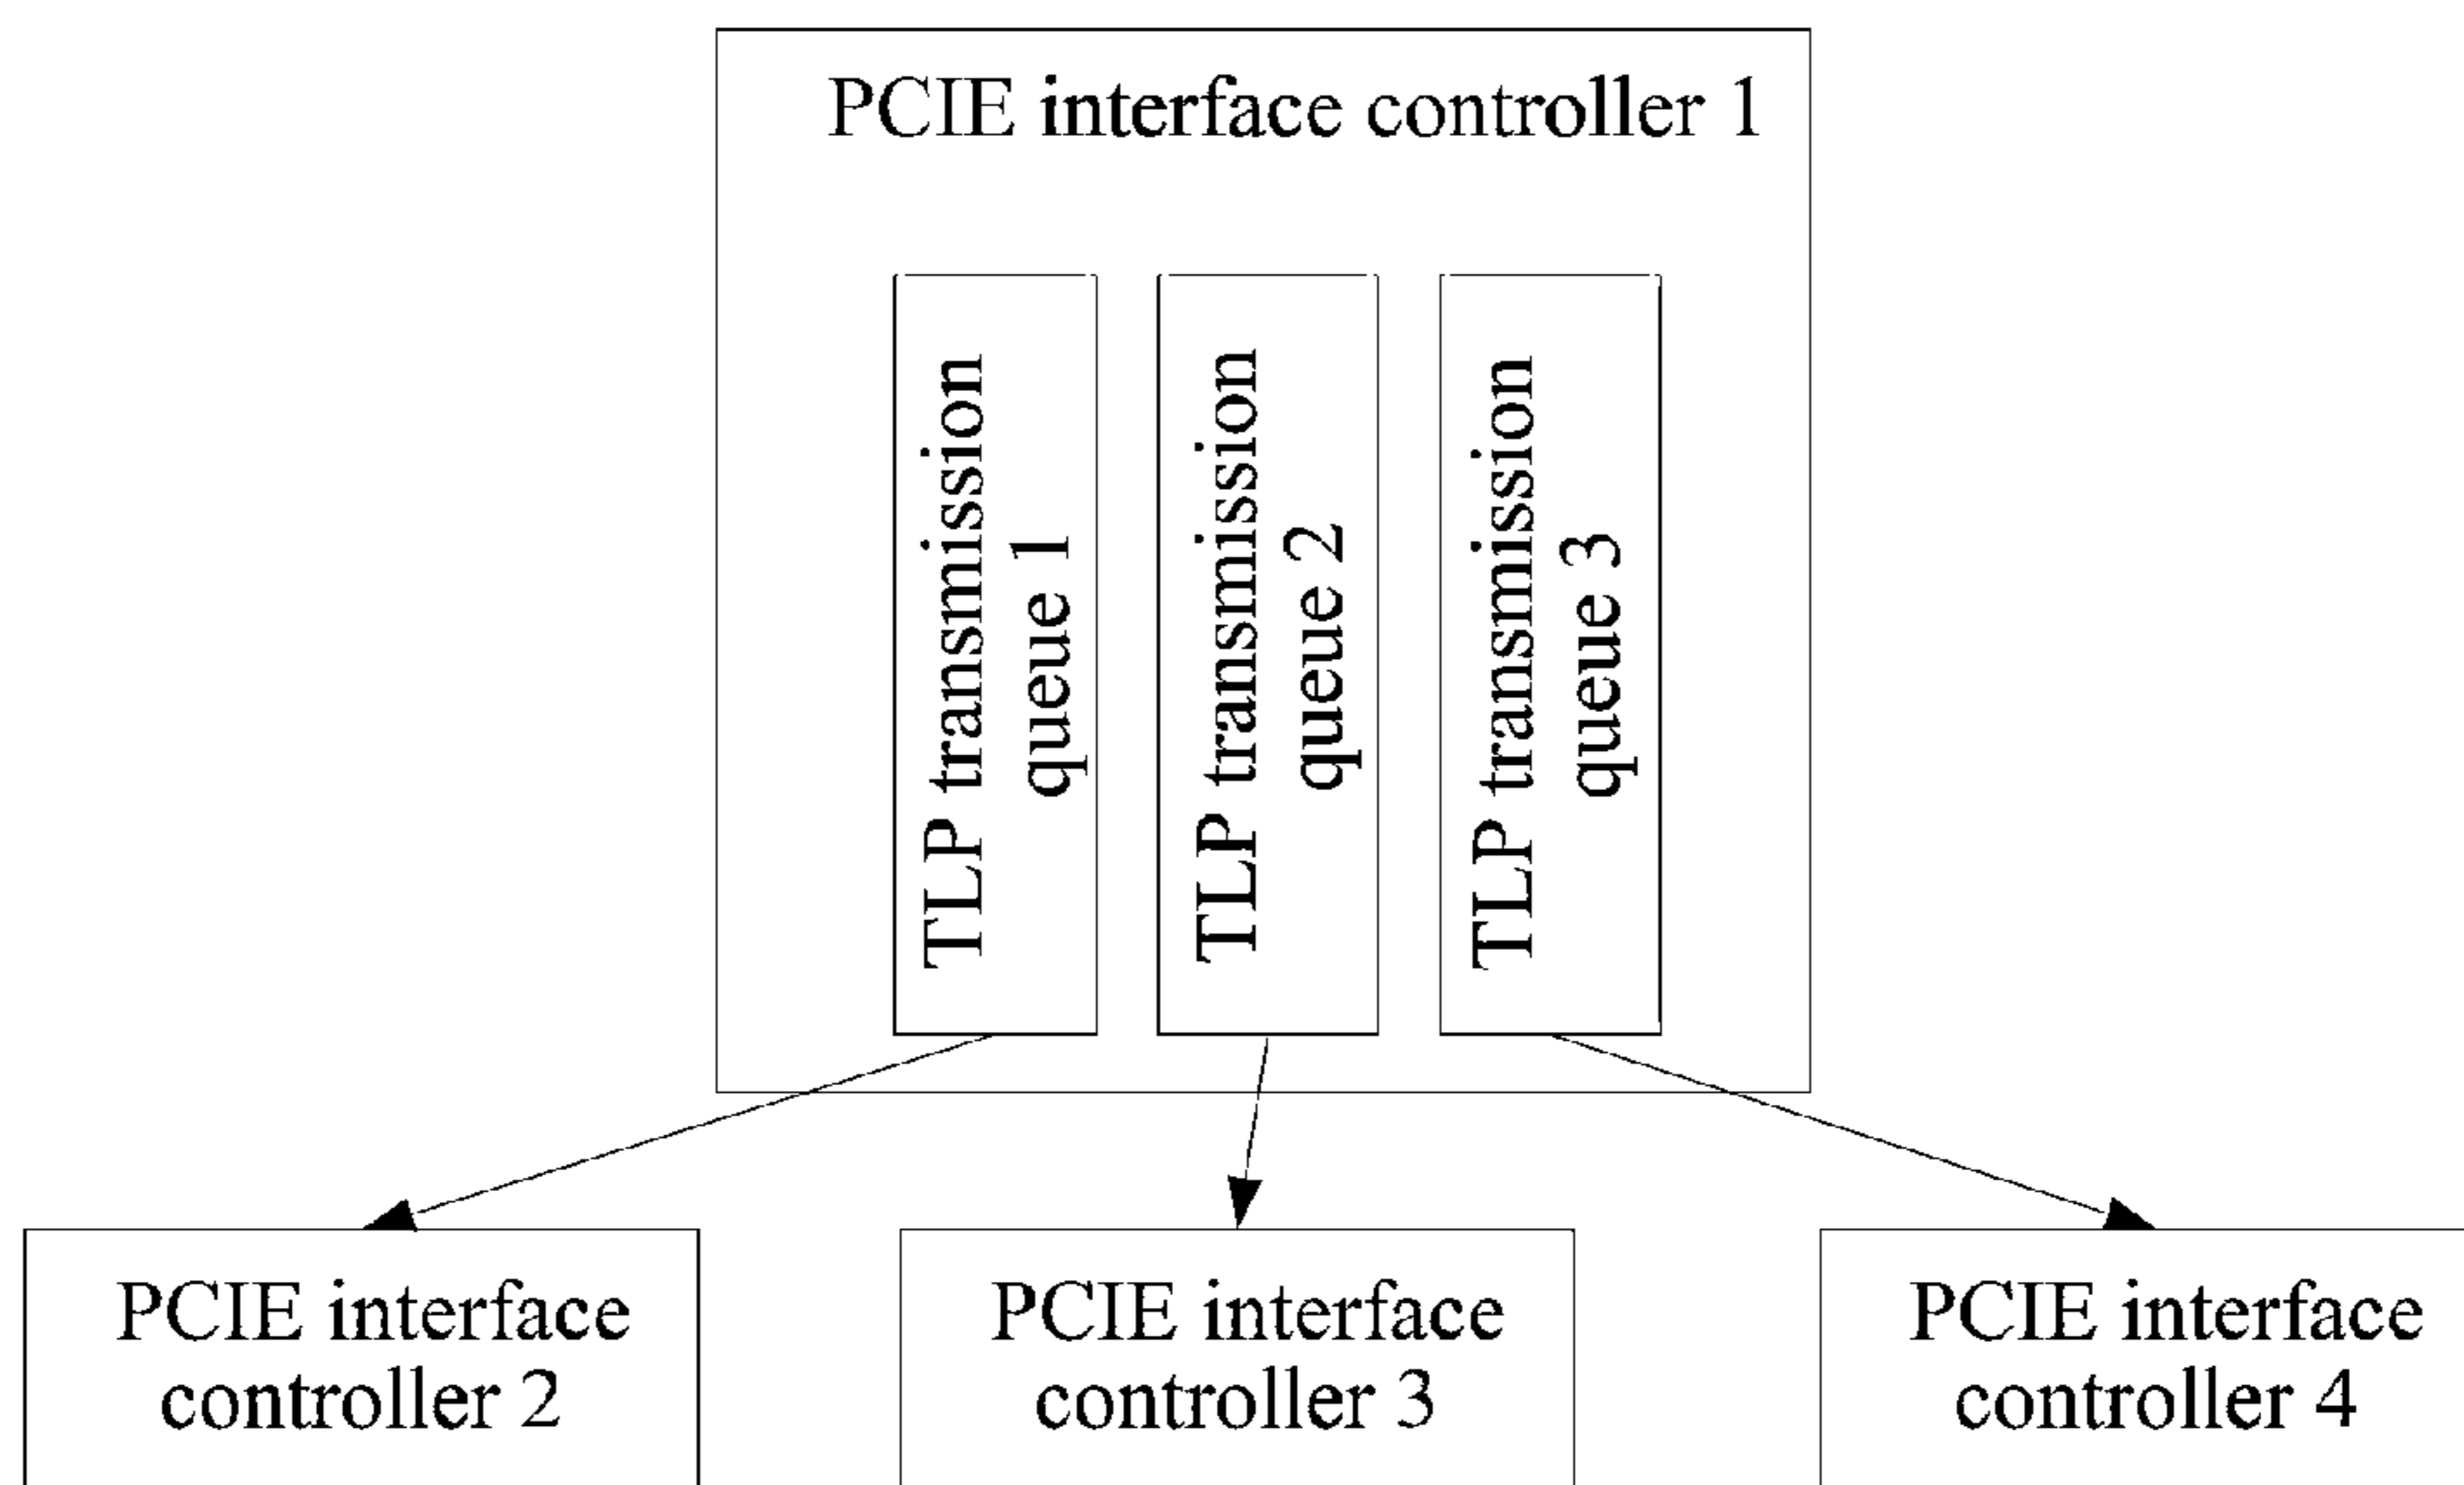 PCIE interface controller 1
TLP transmission
queue 1
TLP transmission
queue 2
TLP transmission
queue 3
PCIE interface
controller 2
PCIE interface
controller 3
PCIE interface
controller 4